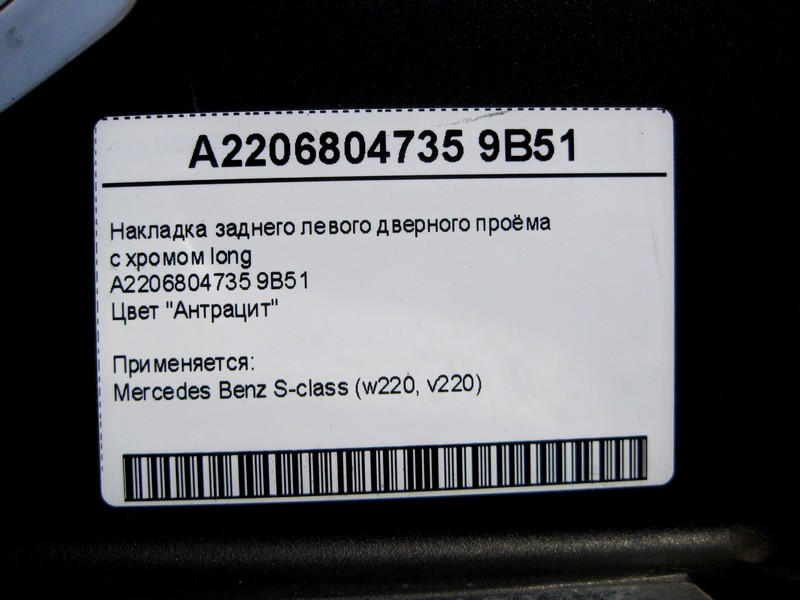 A2206804735 9B51
Накладка заднего левого дверного проёма
с хромом long
A2206804735 9B51
Цвет "Антрацит"
Применяется:
Mercedes Benz S-class (w220, v220)